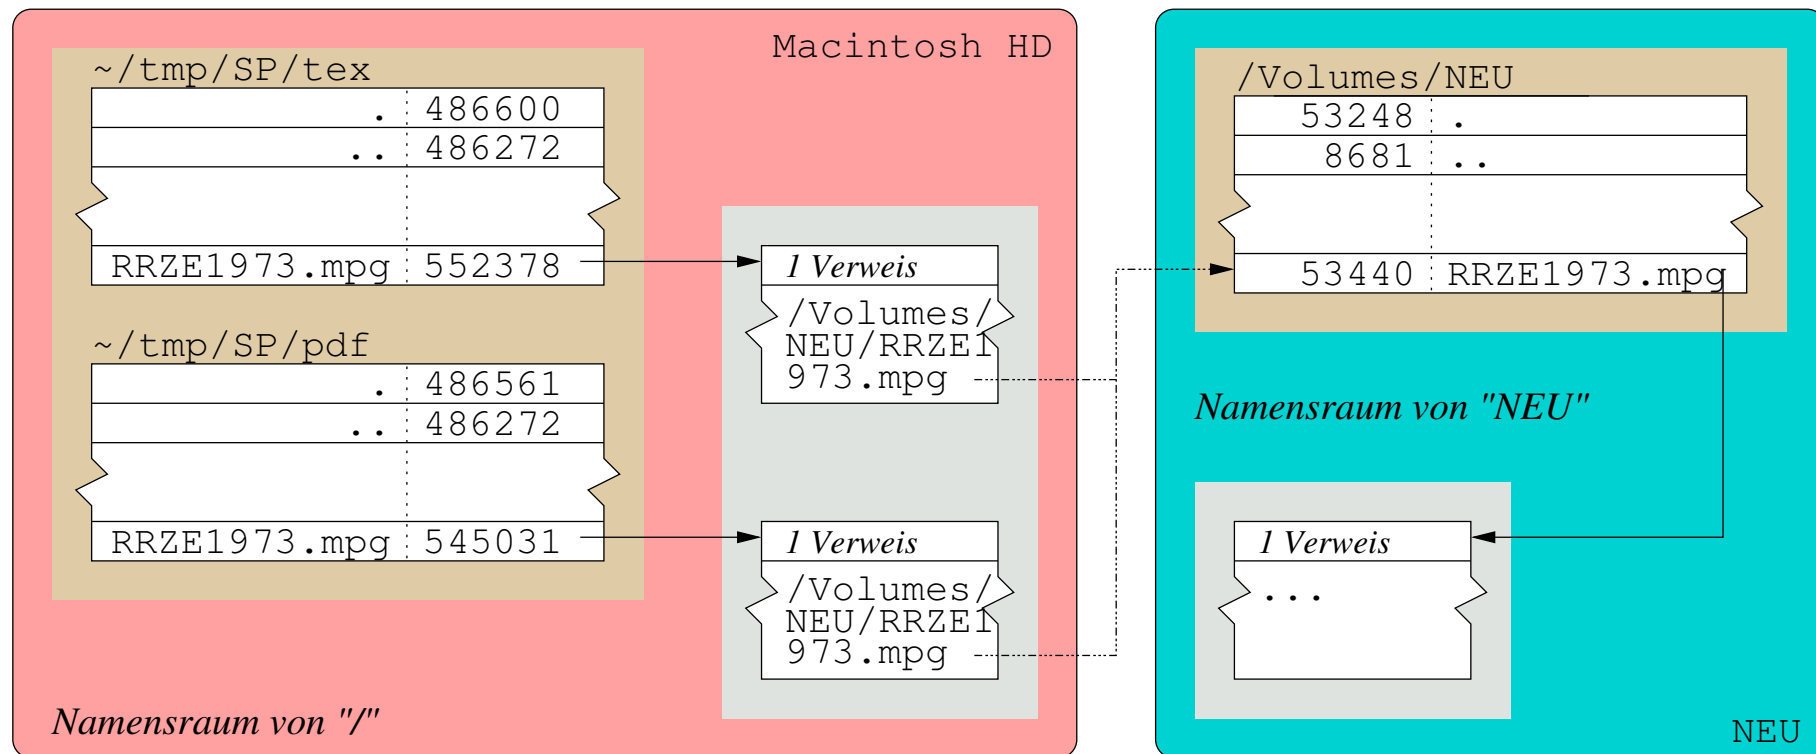 Macintosh HD
~/tmp/SP/tex
. 486600
.. 486272
RRZE1973.mpg 552378
~/tmp/SP/pdf
. 486561
.. 486272
RRZE1973.mpg 545031
1 Verweis
/Volumes/
NEU/RRZE1
973.mpg
1 Verweis
/Volumes/
NEU/RRZE1
973.mpg
Namensraum von "/"
/Volumes/NEU
53248 .
8681 ..
53440 RRZE1973.mpg
Namensraum von "NEU"
1 Verweis
...
NEU